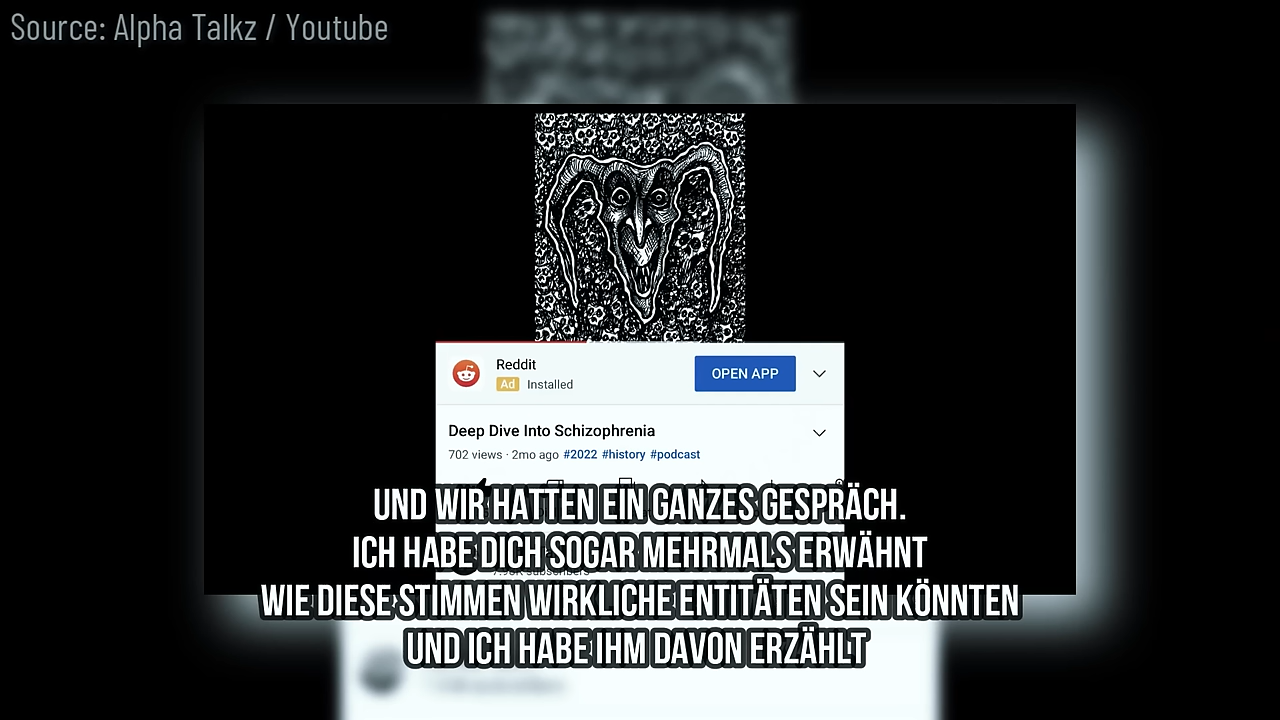 Source: Alpha Talkz / Youtube
Reddit
OPEN APP
Ad Installed
Deep Dive Into Schizophrenia
702 views · 2mo ago #2022 #history #podcast
UND WIR HATTEN EIN GANZES GESPRÄCH.
ICH HABE DICH SOGAR MEHRMALS ERWÄHNT
WIE DIESE STIMMEN WIRKLICHE ENTITÄTEN SEIN KÖNNTEN
UND ICH HABE IHM DAVON ERZÄHLT